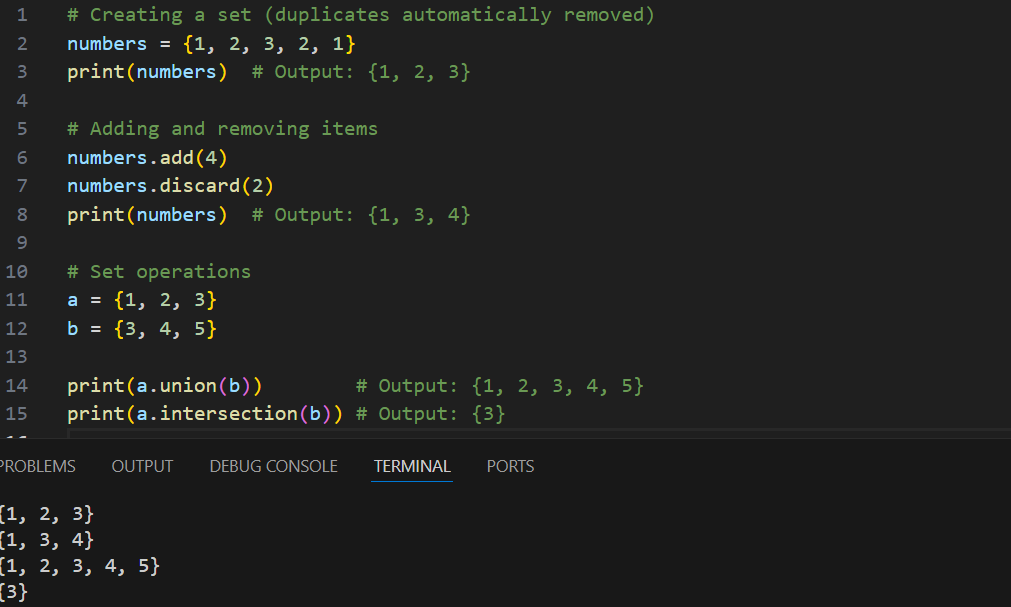 1 # Creating a set (duplicates automatically removed)
2 numbers = {1, 2, 3, 2, 1}
3 print(numbers)  # Output: {1, 2, 3}
4
5 # Adding and removing items
6 numbers.add(4)
7 numbers.discard(2)
8 print(numbers)  # Output: {1, 3, 4}
9
10 # Set operations
11 a = {1, 2, 3}
12 b = {3, 4, 5}
13
14 print(a.union(b))        # Output: {1, 2, 3, 4, 5}
15 print(a.intersection(b)) # Output: {3}
PROBLEMS OUTPUT DEBUG CONSOLE TERMINAL PORTS
{1, 2, 3}
{1, 3, 4}
{1, 2, 3, 4, 5}
{3}